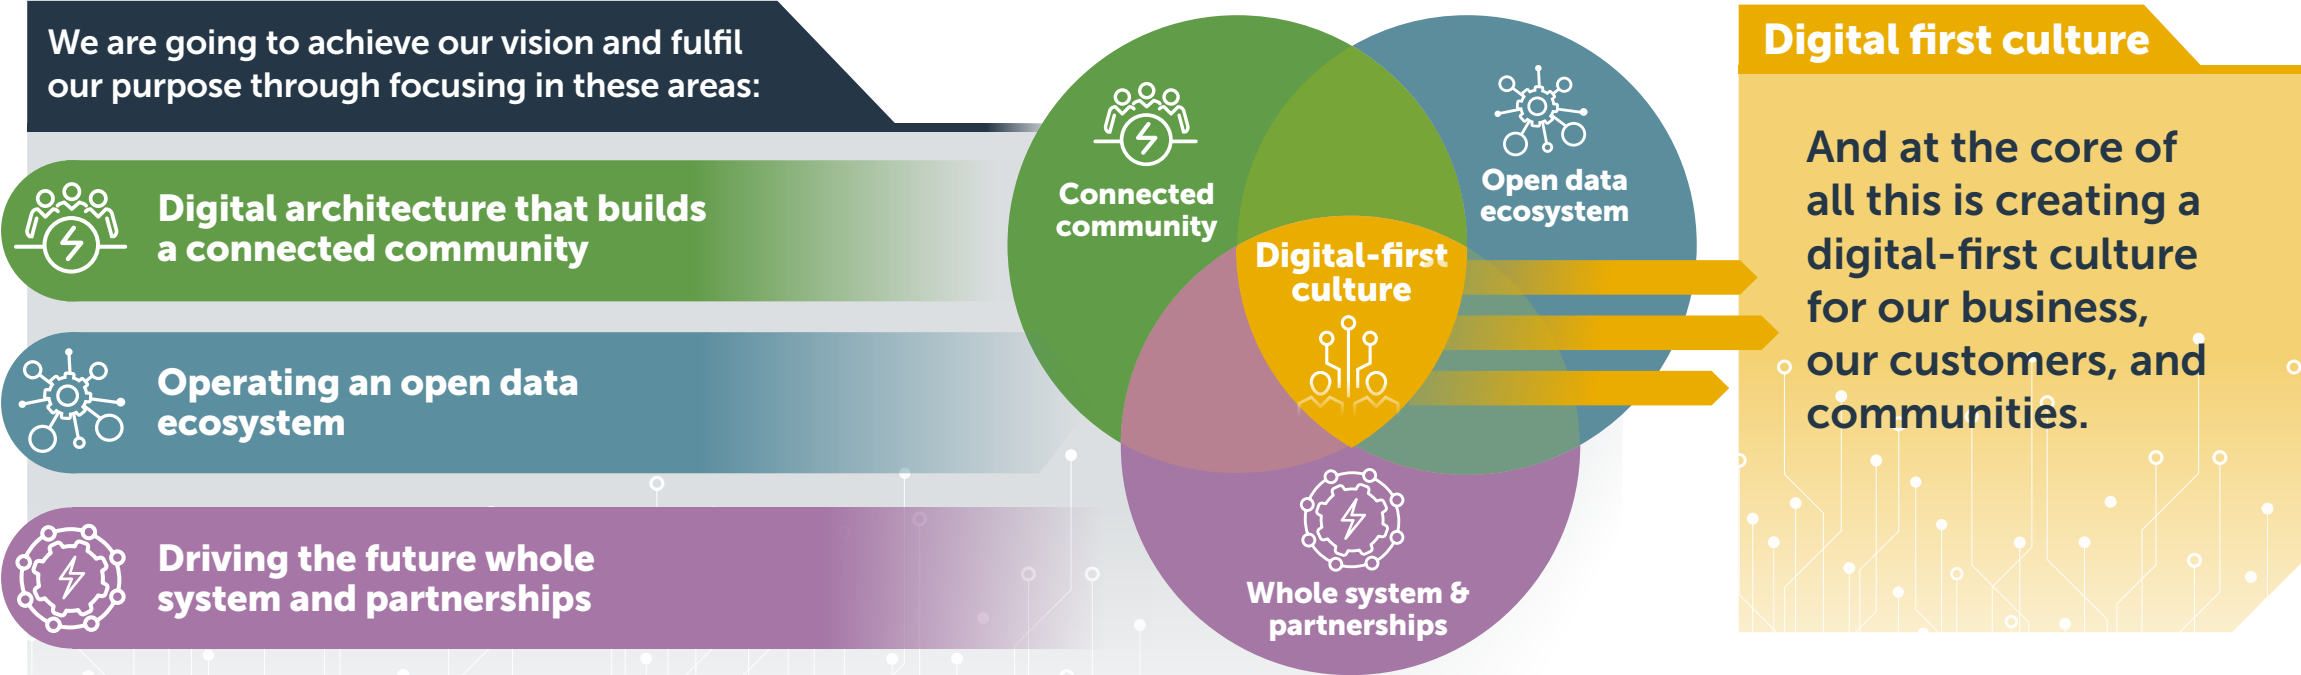 We are going to achieve our vision and fulfil
our purpose through focusing in these areas:
Digital architecture that builds
a connected community
Operating an open data
ecosystem
Driving the future whole
system and partnerships
Connected
community
Open data
ecosystem
Digital-first
culture
Whole system &
partnerships
Digital first culture
And at the core of
all this is creating a
digital-first culture
for our business,
our customers, and
communities.